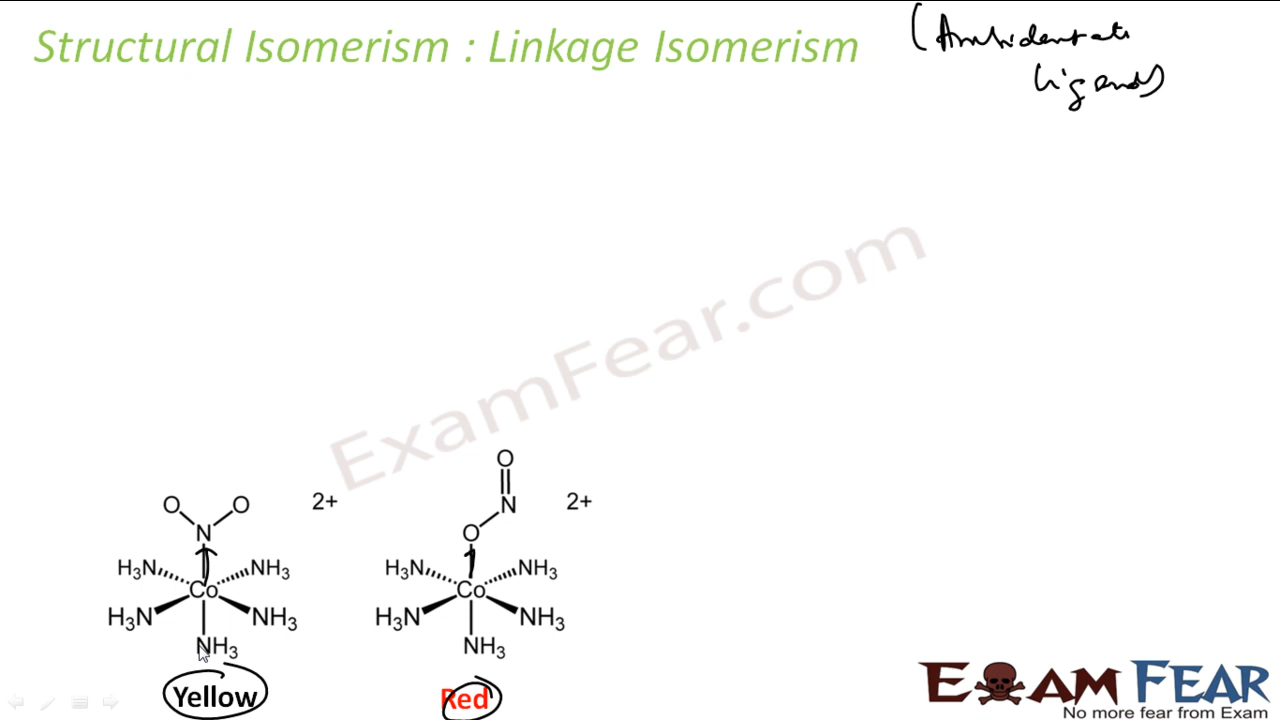 Structural Isomerism : Linkage Isomerism
(Ambidentate
ligands)
ExamFear.com
O
N
O
O
2+
O
N
2+
O
H₃N
NH₃
H₃N
NH₃
Co
Co
H₃N
NH₃
H₃N
NH₃
NH₃
NH₃
Yellow
Red
EXAM FEAR
No more fear from Exam